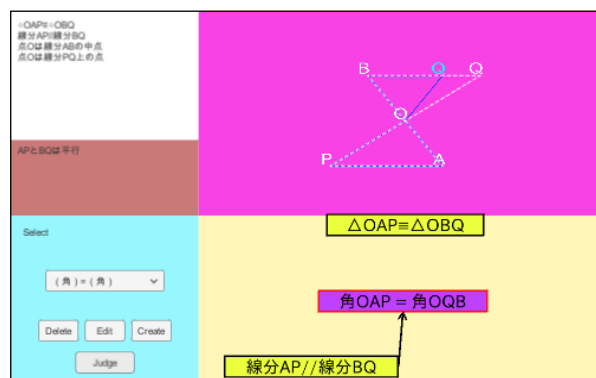 △OAP≡△OBQ
線分AP//線分BQ
点Oは線分ABの中点
点Oは線分PQ上の点
APとBQは平行
Select
( 角 ) = ( 角 )
Delete
Edit
Create
Judge
B
Q
Q
O
P
A
△OAP≡△OBQ
角OAP = 角OQB
線分AP//線分BQ